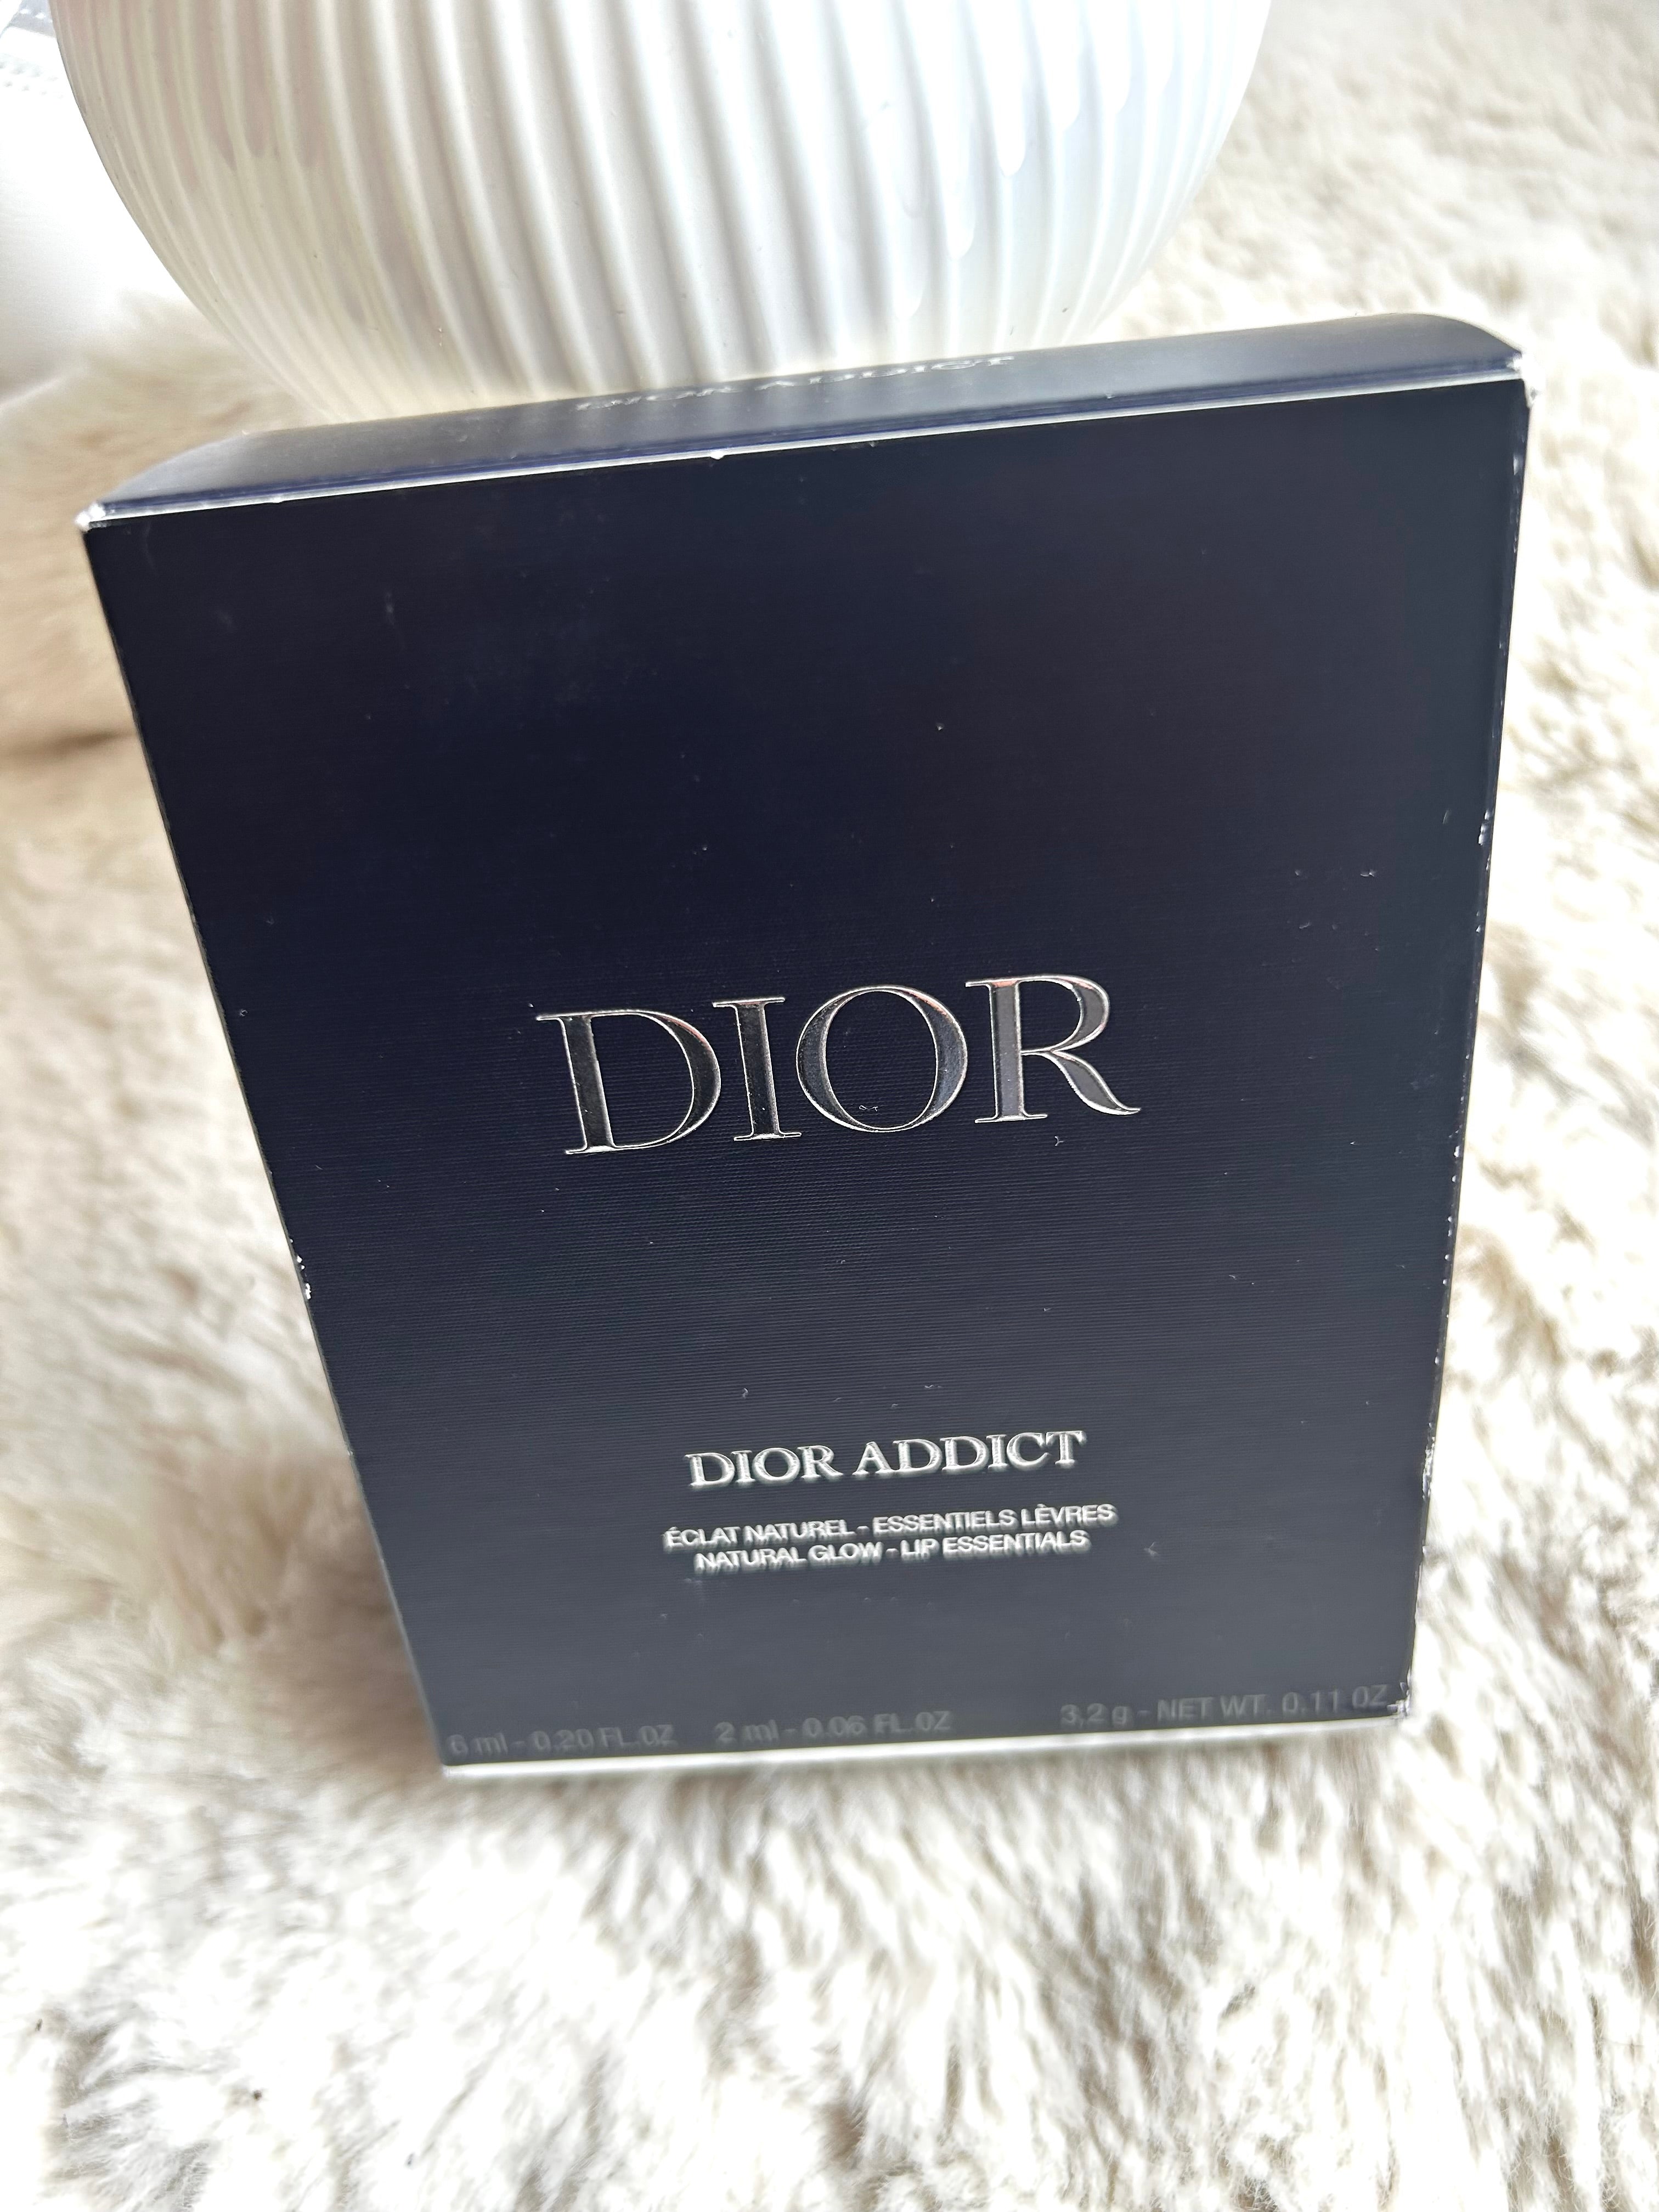 DIOR ADDICT
DIOR
DIOR ADDICT
ÉCLAT NATUREL - ESSENTIELS LÈVRES
NATURAL GLOW - LIP ESSENTIALS
6 ml - 0.20 FL.OZ 2 ml - 0.06 FL.OZ 3,2 g - NET WT. 0.11 OZ